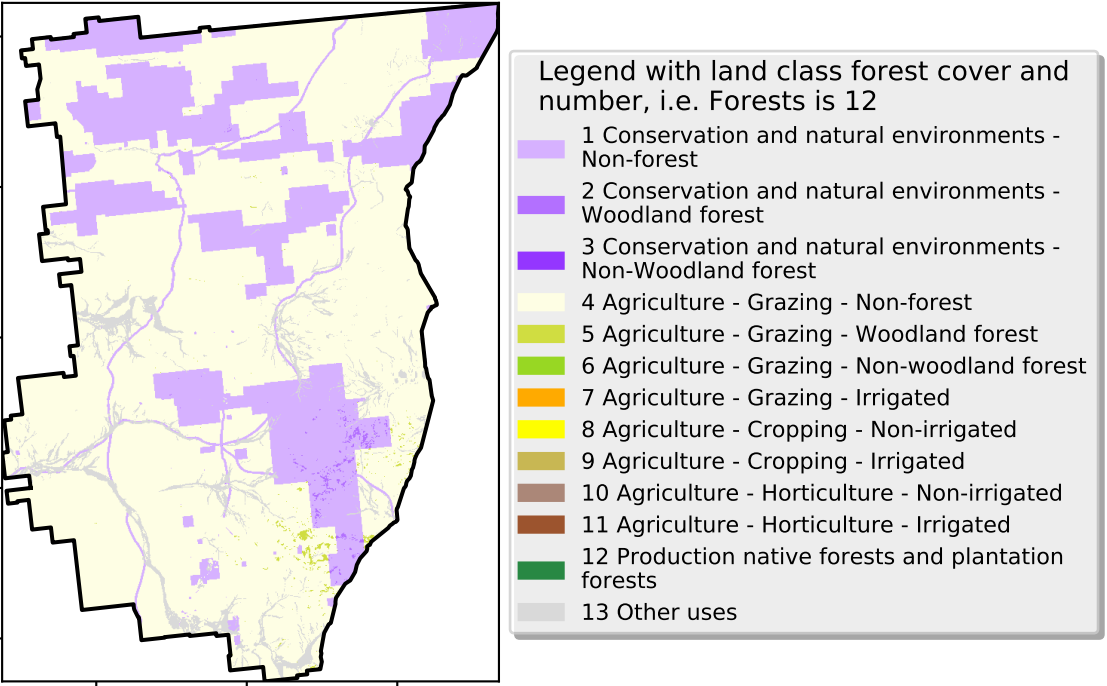 Legend with land class forest cover and
number, i.e. Forests is 12
1 Conservation and natural environments -
Non-forest
2 Conservation and natural environments -
Woodland forest
3 Conservation and natural environments -
Non-Woodland forest
4 Agriculture - Grazing - Non-forest
5 Agriculture - Grazing - Woodland forest
6 Agriculture - Grazing - Non-woodland forest
7 Agriculture - Grazing - Irrigated
8 Agriculture - Cropping - Non-irrigated
9 Agriculture - Cropping - Irrigated
10 Agriculture - Horticulture - Non-irrigated
11 Agriculture - Horticulture - Irrigated
12 Production native forests and plantation
forests
13 Other uses